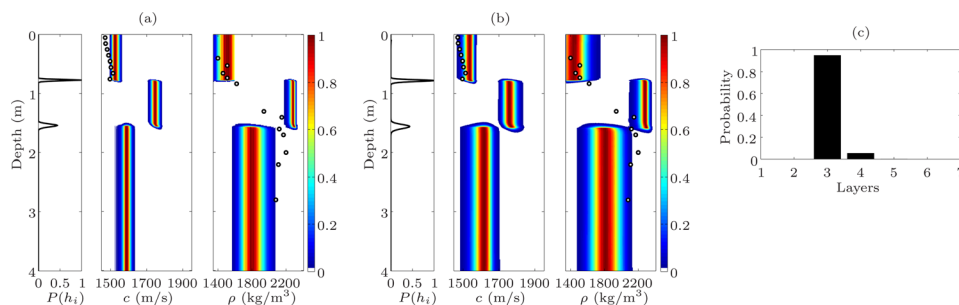 (a)
0
1
2
3
4
Depth (m)
0 0.5 1
P(h_i)
1500 1700 1900
c (m/s)
1400 1800 2200
ρ (kg/m³)
1
0.8
0.6
0.4
0.2
0
(b)
0
1
2
3
4
Depth (m)
0 0.5 1
P(h_i)
1500 1700 1900
c (m/s)
1400 1800 2200
ρ (kg/m³)
1
0.8
0.6
0.4
0.2
0
(c)
1
0.8
0.6
0.4
0.2
0
Probability
1 2 3 4 5 6 7
Layers